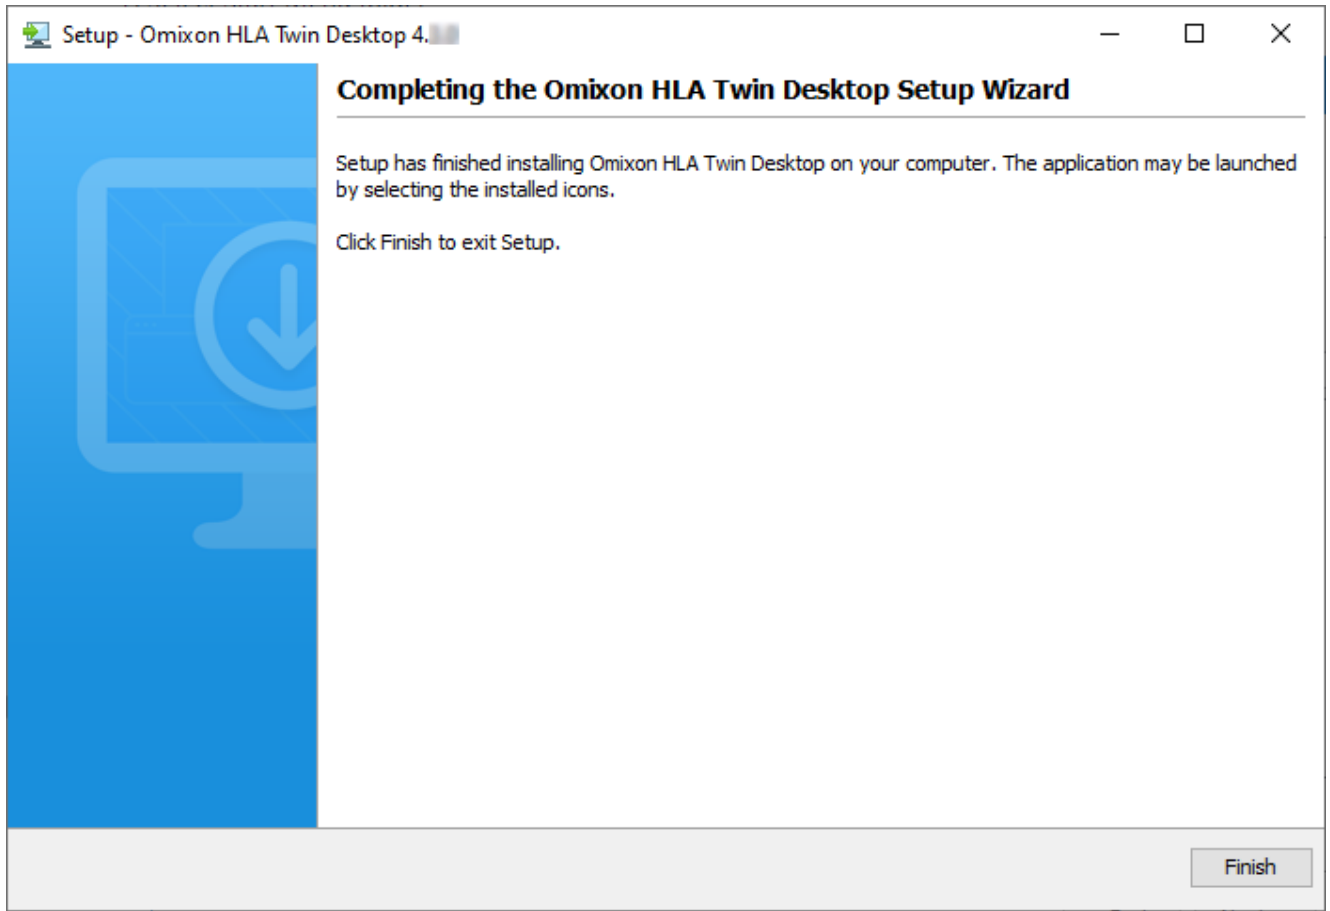 Setup - Omixon HLA Twin Desktop 4.
Completing the Omixon HLA Twin Desktop Setup Wizard
Setup has finished installing Omixon HLA Twin Desktop on your computer. The application may be launched
by selecting the installed icons.
Click Finish to exit Setup.
Finish